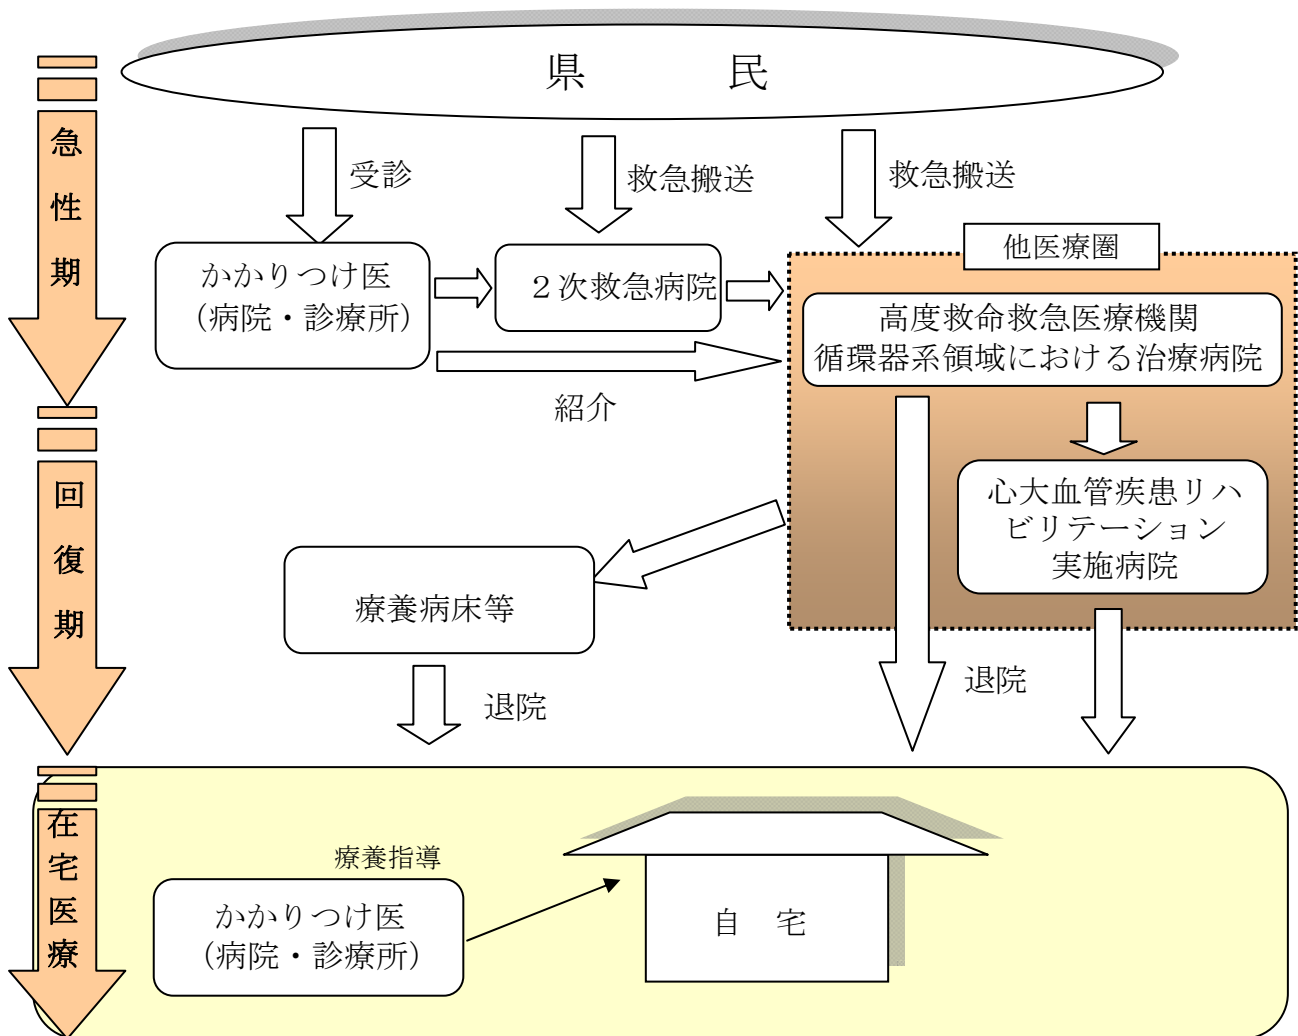 県　民
急性期
受診
救急搬送
救急搬送
他医療圏
かかりつけ医
（病院・診療所）
２次救急病院
高度救命救急医療機関
循環器系領域における治療病院
紹介
回復期
心大血管疾患リハ
ビリテーション
実施病院
療養病床等
退院
退院
在宅医療
療養指導
かかりつけ医
（病院・診療所）
自　宅